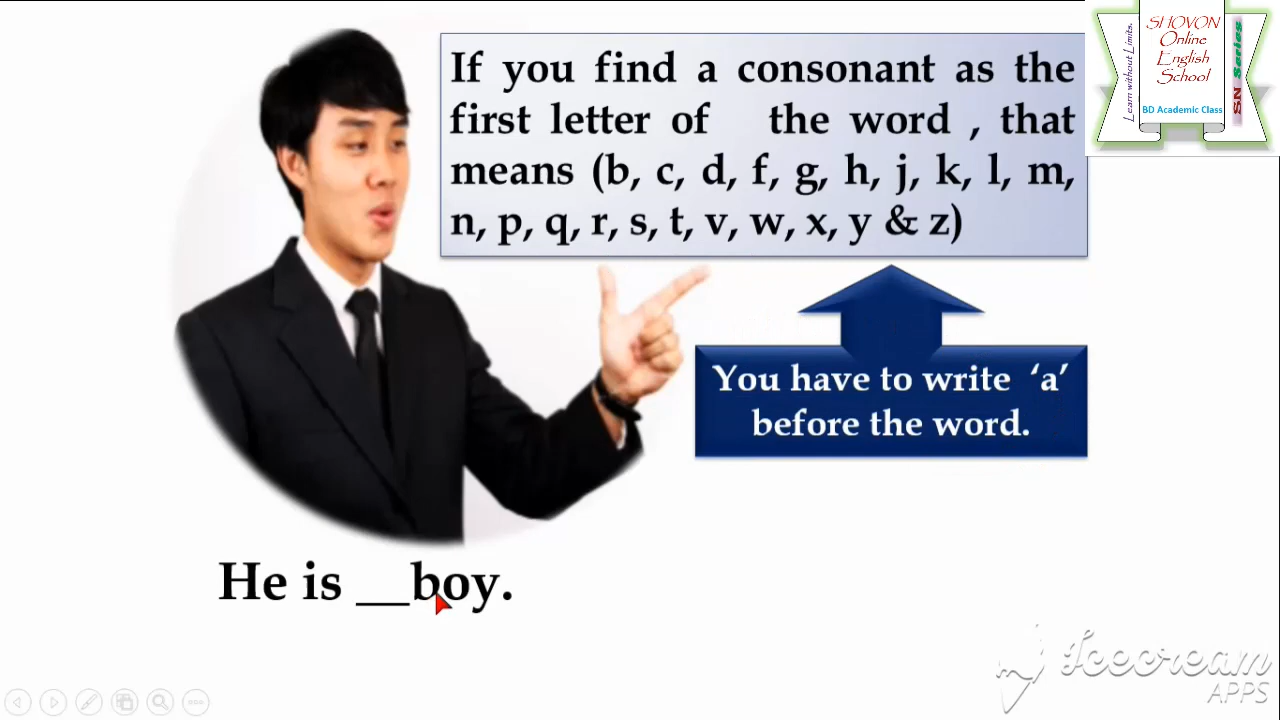 If you find a consonant as the
first letter of the word , that
means (b, c, d, f, g, h, j, k, l, m,
n, p, q, r, s, t, v, w, x, y & z)
You have to write ‘a’
before the word.
He is __boy.
Learn without Limits.
SHOVON
Online
English
School
BD Academic Class
SN Series
Icecream
APPS